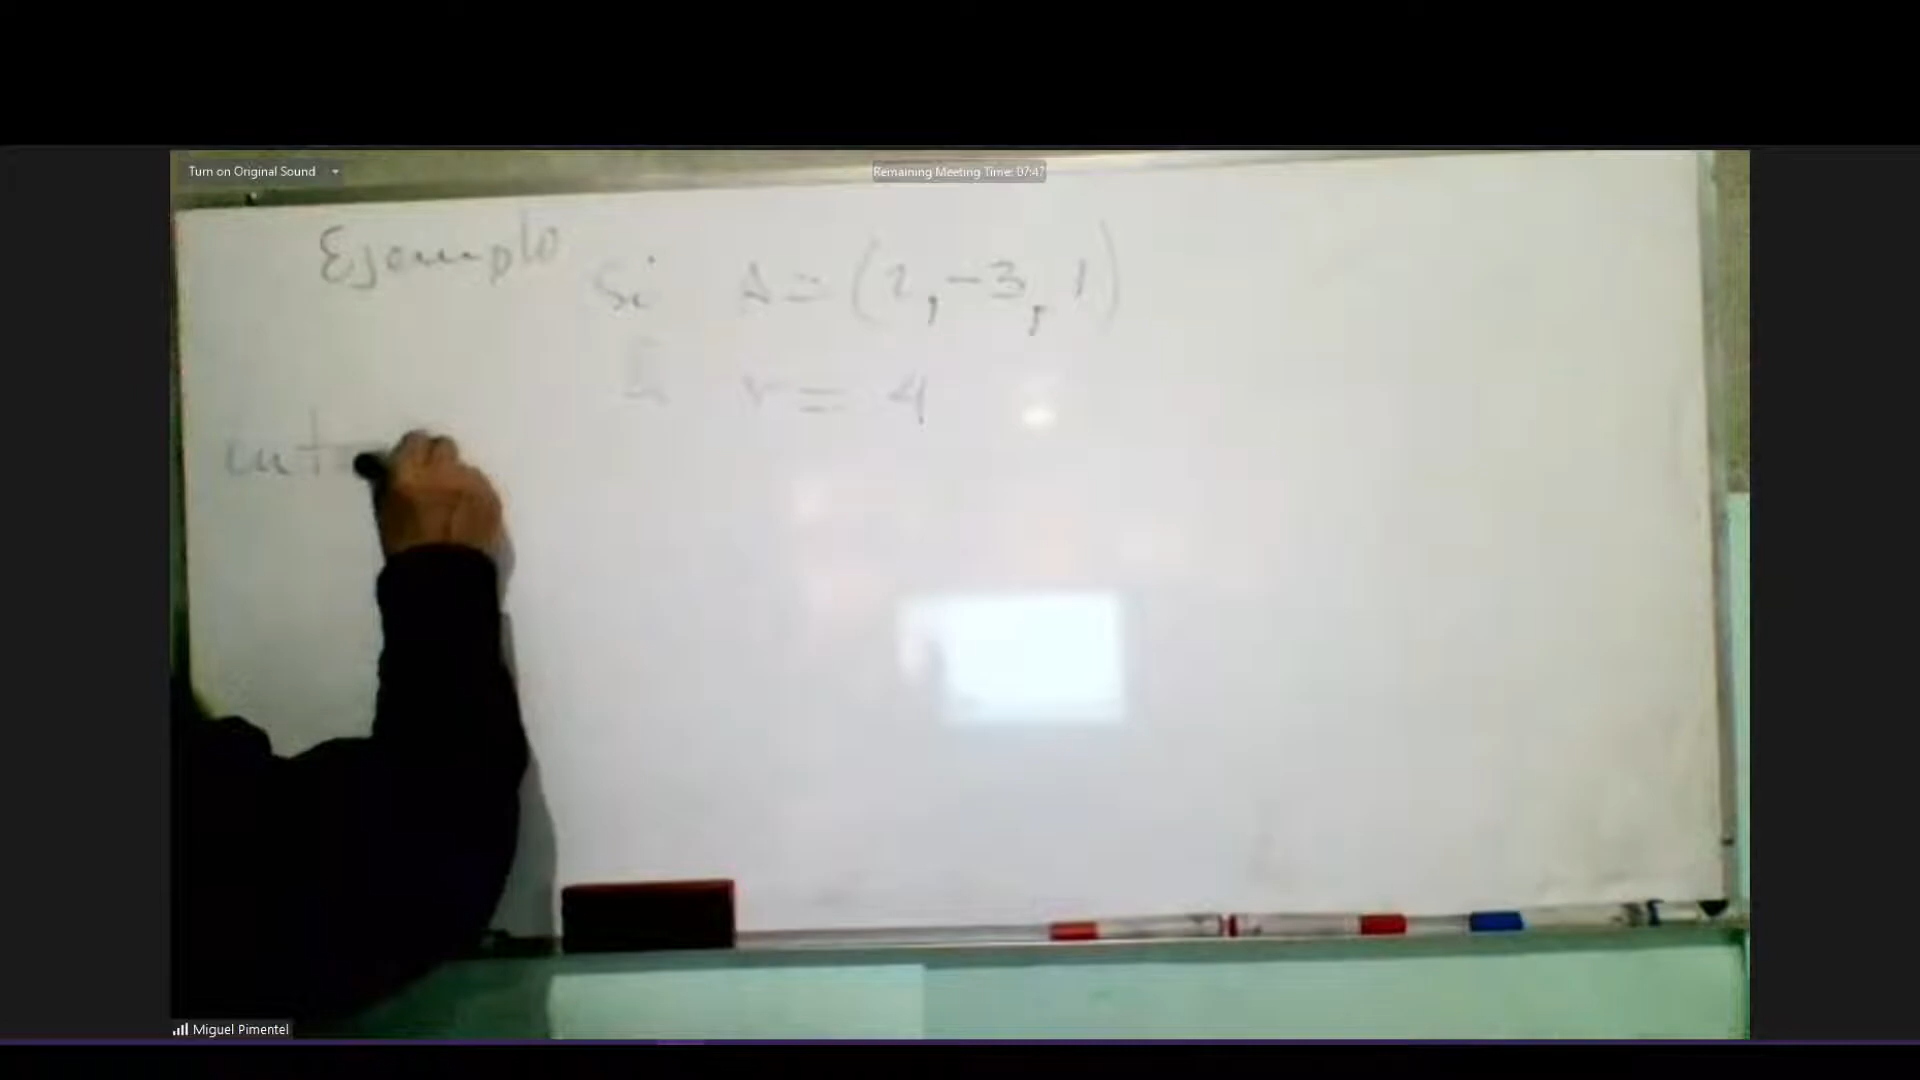 Turn on Original Sound
Remaining Meeting Time: 07:47
Ejemplo Si A = (2, -3, 1)
r = 4
Miguel Pimentel